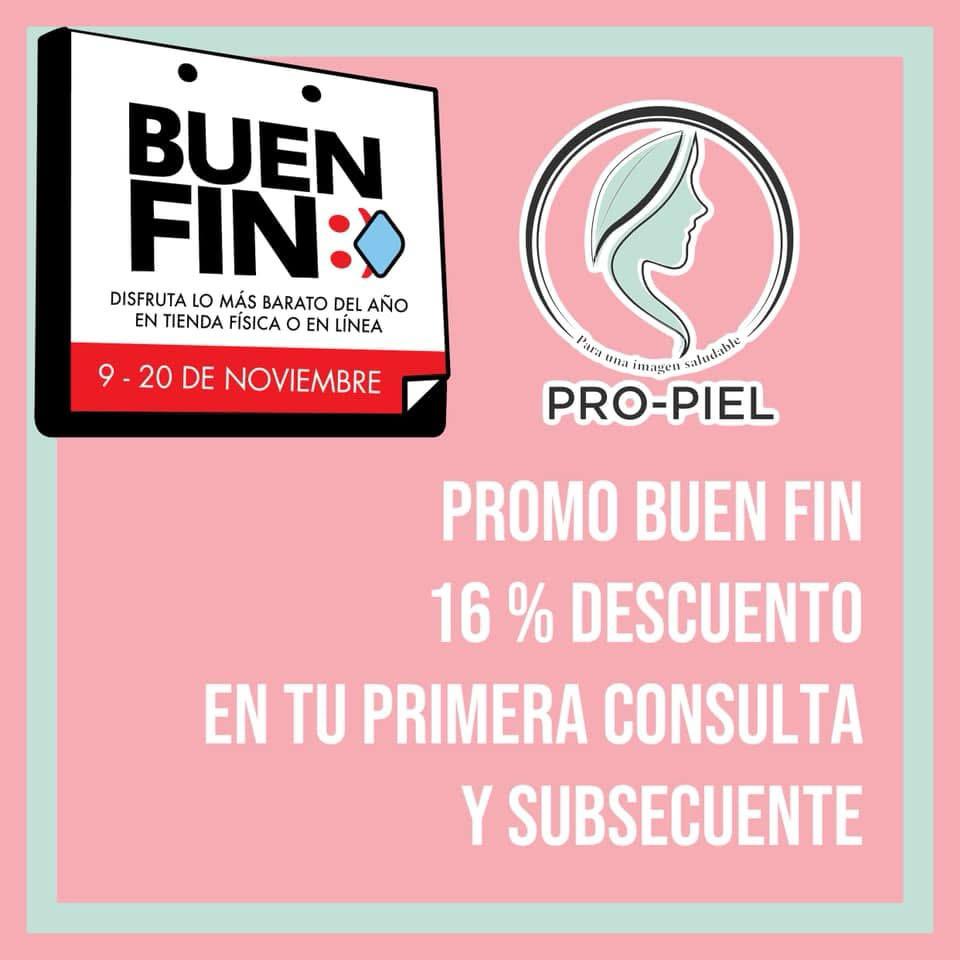 BUEN
FIN:)
DISFRUTA LO MÁS BARATO DEL AÑO
EN TIENDA FÍSICA O EN LÍNEA
9 - 20 DE NOVIEMBRE
Para una imagen saludable
PRO-PIEL
PROMO BUEN FIN
16 % DESCUENTO
EN TU PRIMERA CONSULTA
Y SUBSECUENTE